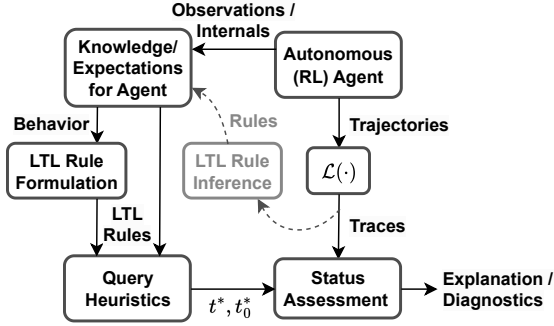 Observations /
Internals
Knowledge/
Expectations
for Agent
Autonomous
(RL) Agent
Behavior
Rules
Trajectories
LTL Rule
Formulation
LTL Rule
Inference
ℒ(·)
LTL
Rules
Traces
Query
Heuristics
t*, t₀*
Status
Assessment
Explanation /
Diagnostics